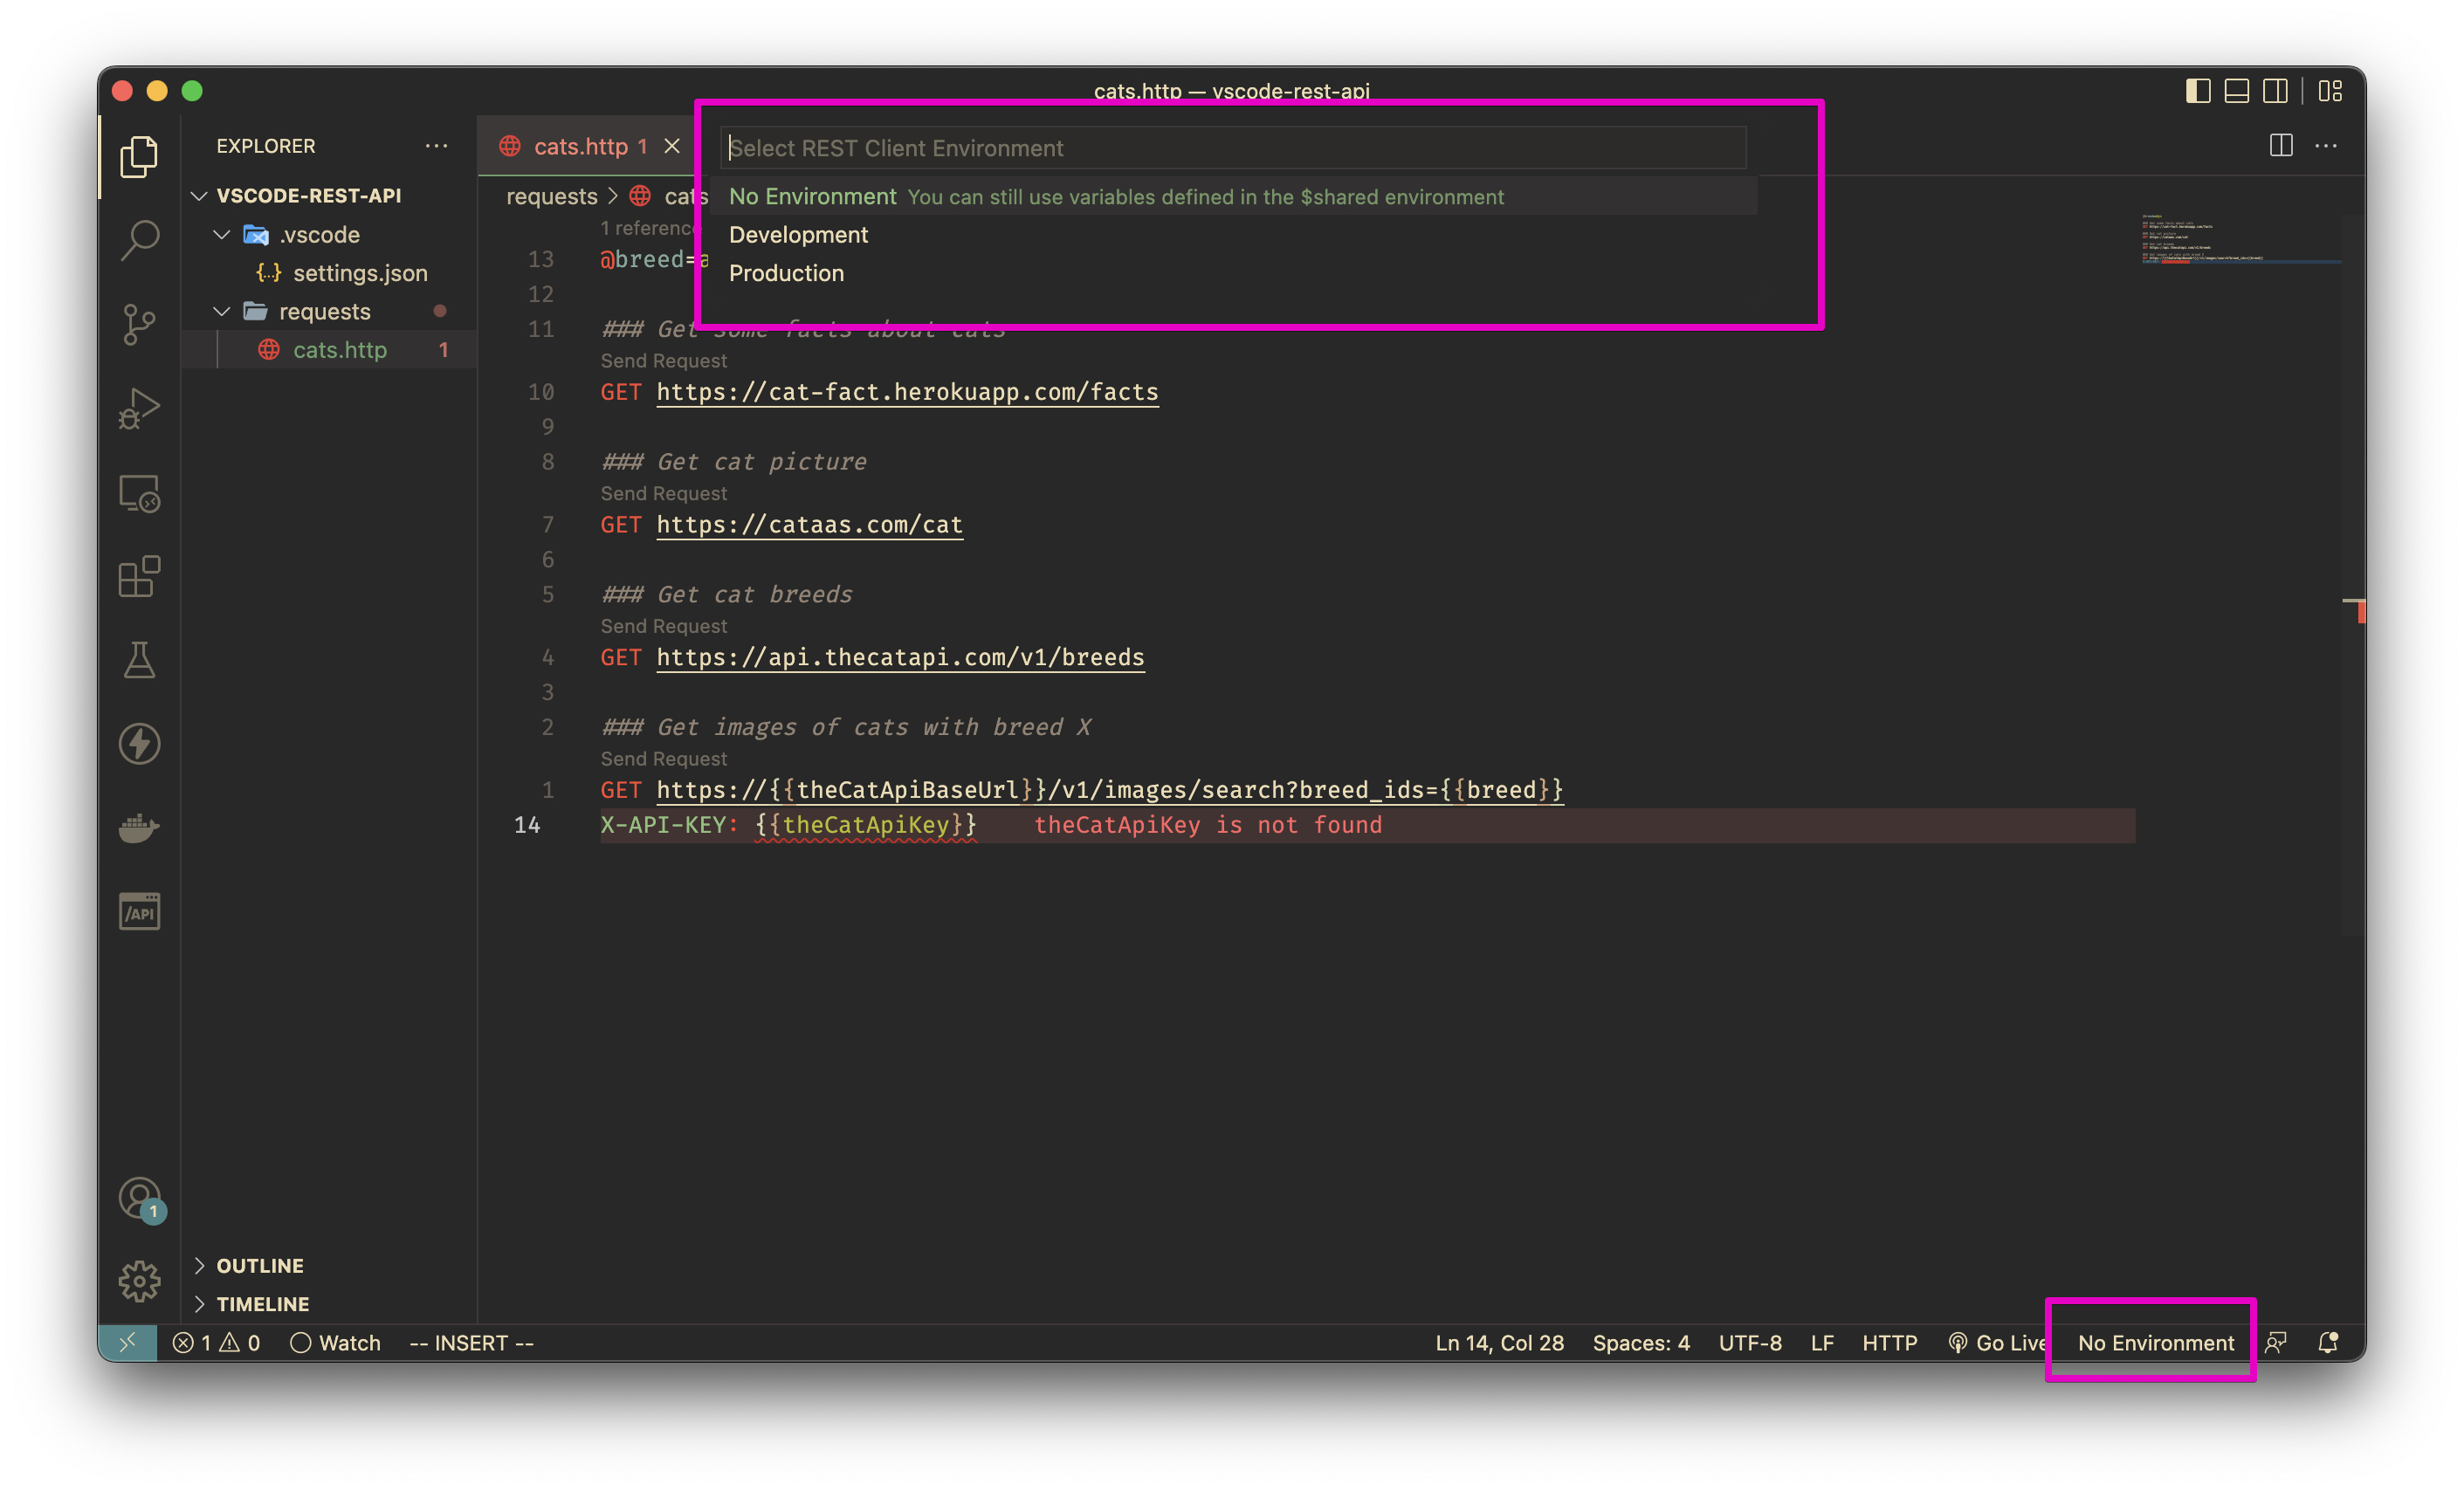 cats.http — vscode-rest-api
EXPLORER
cats.http 1
Select REST Client Environment
VSCODE-REST-API
requests > cats
No Environment You can still use variables defined in the $shared environment
.vscode
1 reference
Development
13 @breed=a
settings.json
Production
12
requests
11 ### Get some facts about cats
cats.http 1
Send Request
10 GET https://cat-fact.herokuapp.com/facts
9
8 ### Get cat picture
Send Request
7 GET https://cataas.com/cat
6
5 ### Get cat breeds
Send Request
4 GET https://api.thecatapi.com/v1/breeds
3
2 ### Get images of cats with breed X
Send Request
1 GET https://{{theCatApiBaseUrl}}/v1/images/search?breed_ids={{breed}}
14 X-API-KEY: {{theCatApiKey}} theCatApiKey is not found
/API
1
OUTLINE
TIMELINE
1 0 Watch -- INSERT -- Ln 14, Col 28 Spaces: 4 UTF-8 LF HTTP Go Live No Environment